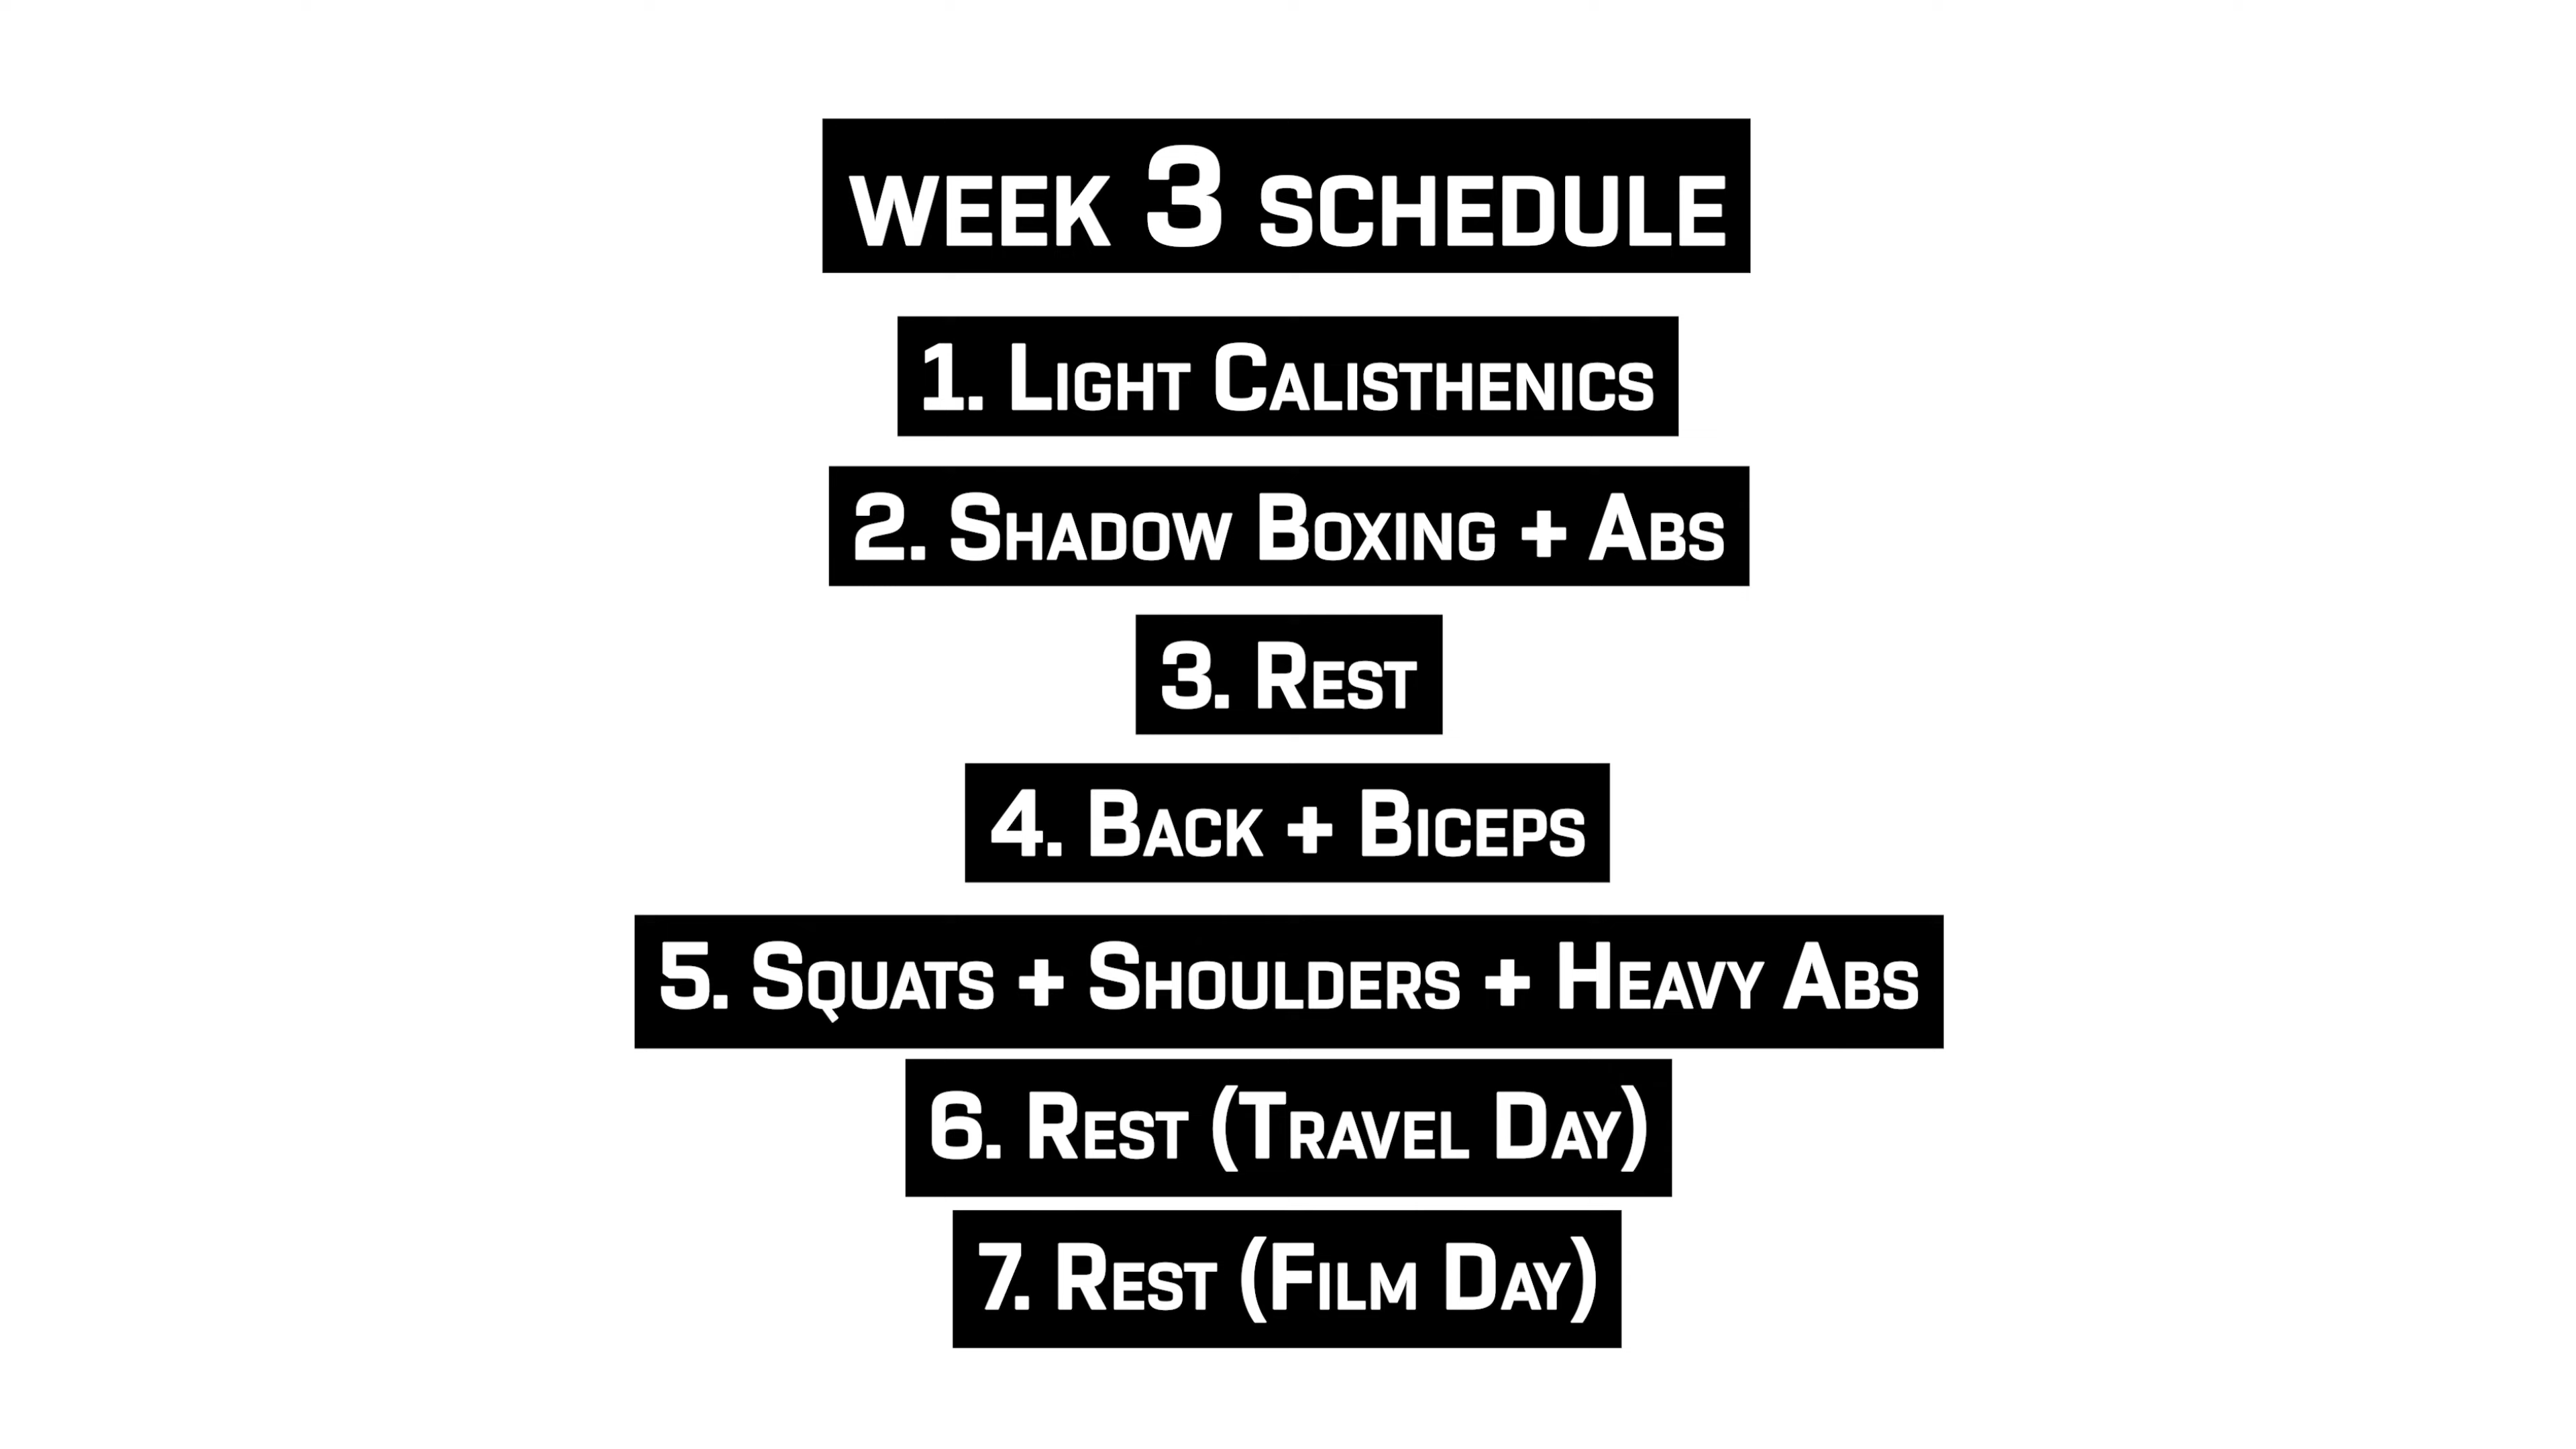 WEEK 3 SCHEDULE
1. Light Calisthenics
2. Shadow Boxing + Abs
3. Rest
4. Back + Biceps
5. Squats + Shoulders + Heavy Abs
6. Rest (Travel Day)
7. Rest (Film Day)